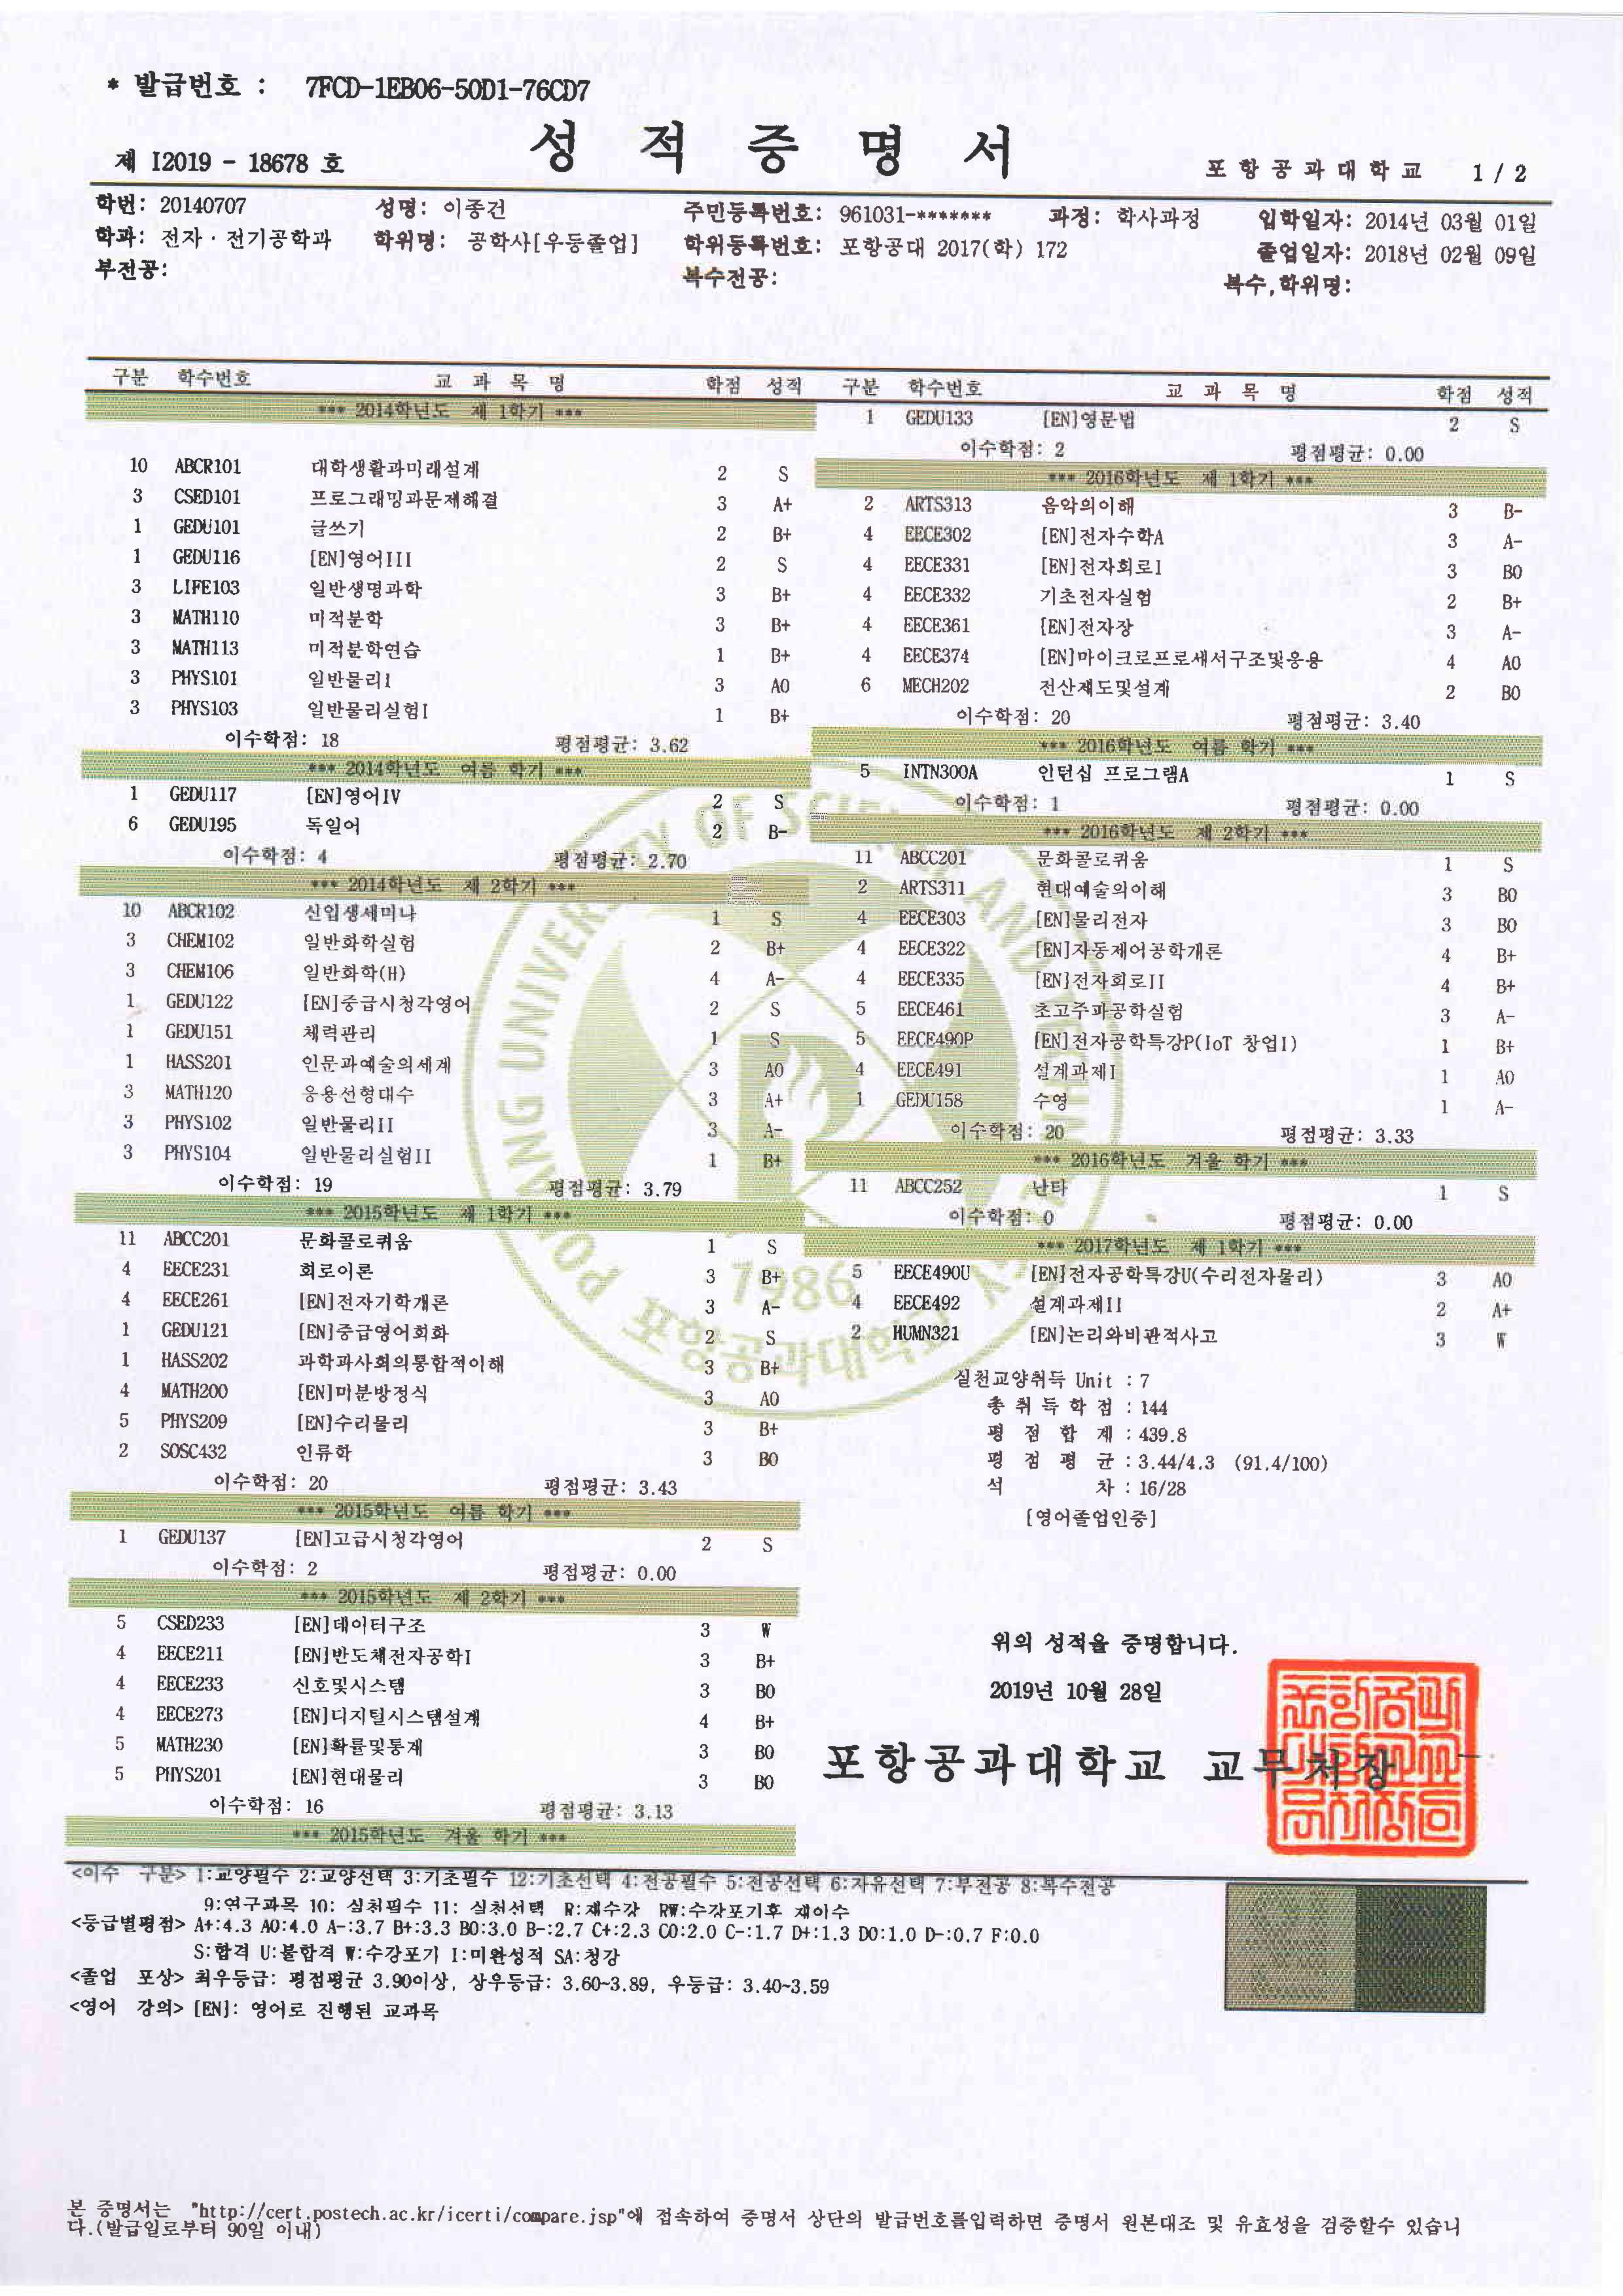 * 발급번호 : 7FCD-1EB06-50D1-76CD7
성 적 증 명 서
제 I2019 - 18678 호
포 항 공 과 대 학 교 1 / 2
학번: 20140707 성명: 이종건 주민등록번호: 961031-******* 과정: 학사과정 입학일자: 2014년 03월 01일
학과: 전자·전기공학과 학위명: 공학사[우등졸업] 학위등록번호: 포항공대 2017(학) 172 졸업일자: 2018년 02월 09일
부전공: 복수전공: 복수,학위명:
구분 학수번호 교 과 목 명 학점 성적
*** 2014학년도 제 1학기 ***
10 ABCR101 대학생활과미래설계 2 S
3 CSED101 프로그래밍과문제해결 3 A+
1 GEDU101 글쓰기 2 B+
1 GEDU116 [EN]영어III 2 S
3 LIFE103 일반생명과학 3 B+
3 MATH110 미적분학 3 B+
3 MATH113 미적분학연습 1 B+
3 PHYS101 일반물리I 3 A0
3 PHYS103 일반물리실험I 1 B+
이수학점: 18 평점평균: 3.62
*** 2014학년도 여름 학기 ***
1 GEDU117 [EN]영어IV 2 S
6 GEDU195 독일어 2 B-
이수학점: 4 평점평균: 2.70
*** 2014학년도 제 2학기 ***
10 ABCR102 신입생세미나 1 S
3 CHEM102 일반화학실험 2 B+
3 CHEM106 일반화학(H) 4 A-
1 GEDU122 [EN]중급시청각영어 2 S
1 GEDU151 체력관리 1 S
1 HASS201 인문과예술의세계 3 A0
3 MATH120 응용선형대수 3 A+
3 PHYS102 일반물리II 3 A-
3 PHYS104 일반물리실험II 1 B+
이수학점: 19 평점평균: 3.79
*** 2015학년도 제 1학기 ***
11 ABCC201 문화콜로퀴움 1 S
4 EECE231 회로이론 3 B+
4 EECE261 [EN]전자기학개론 3 A-
1 GEDU121 [EN]중급영어회화 2 S
1 HASS202 과학과사회의통합적이해 3 B+
4 MATH200 [EN]미분방정식 3 A0
5 PHYS209 [EN]수리물리 3 B+
2 SOSC432 인류학 3 B0
이수학점: 20 평점평균: 3.43
*** 2015학년도 여름 학기 ***
1 GEDU137 [EN]고급시청각영어 2 S
이수학점: 2 평점평균: 0.00
*** 2015학년도 제 2학기 ***
5 CSED233 [EN]데이터구조 3 W
4 EECE211 [EN]반도체전자공학I 3 B+
4 EECE233 신호및시스템 3 B0
4 EECE273 [EN]디지털시스템설계 4 B+
5 MATH230 [EN]확률및통계 3 B0
5 PHYS201 [EN]현대물리 3 B0
이수학점: 16 평점평균: 3.13
*** 2015학년도 겨울 학기 ***
구분 학수번호 교 과 목 명 학점 성적
1 GEDU133 [EN]영문법 2 S
이수학점: 2 평점평균: 0.00
*** 2016학년도 제 1학기 ***
2 ARTS313 음악의이해 3 B-
4 EECE302 [EN]전자수학A 3 A-
4 EECE331 [EN]전자회로I 3 B0
4 EECE332 기초전자실험 2 B+
4 EECE361 [EN]전자장 3 A-
4 EECE374 [EN]마이크로프로세서구조및응용 4 A0
6 MECH202 전산제도및설계 2 B0
이수학점: 20 평점평균: 3.40
*** 2016학년도 여름 학기 ***
5 INTN300A 인턴십 프로그램A 1 S
이수학점: 1 평점평균: 0.00
*** 2016학년도 제 2학기 ***
11 ABCC201 문화콜로퀴움 1 S
2 ARTS311 현대예술의이해 3 B0
4 EECE303 [EN]물리전자 3 B0
4 EECE322 [EN]자동제어공학개론 4 B+
4 EECE335 [EN]전자회로II 4 B+
5 EECE461 초고주파공학실험 3 A-
5 EECE490P [EN]전자공학특강P(IoT 창업I) 1 B+
4 EECE491 설계과제I 1 A0
1 GEDU158 수영 1 A-
이수학점: 20 평점평균: 3.33
*** 2016학년도 겨울 학기 ***
11 ABCC252 난타 1 S
이수학점: 0 평점평균: 0.00
*** 2017학년도 제 1학기 ***
5 EECE490U [EN]전자공학특강U(수리전자물리) 3 A0
4 EECE492 설계과제II 2 A+
2 HUMN321 [EN]논리와비판적사고 3 W
실천교양취득 Unit : 7
총 취 득 학 점 : 144
평 점 합 계 : 439.8
평 점 평 균 : 3.44/4.3 (91.4/100)
석 차 : 16/28
[영어졸업인증]
위의 성적을 증명합니다.
2019년 10월 28일
포항공과대학교 교무처장
<이수 구분> 1:교양필수 2:교양선택 3:기초필수 12:기초선택 4:전공필수 5:전공선택 6:자유선택 7:부전공 8:복수전공
9:연구과목 10: 실천필수 11: 실천선택 R:재수강 RW:수강포기후 재이수
<등급별평점> A+:4.3 A0:4.0 A-:3.7 B+:3.3 B0:3.0 B-:2.7 C+:2.3 C0:2.0 C-:1.7 D+:1.3 D0:1.0 D-:0.7 F:0.0
S:합격 U:불합격 W:수강포기 I:미완성적 SA:청강
<졸업 포상> 최우등급: 평점평균 3.90이상, 상우등급: 3.60~3.89, 우등급: 3.40~3.59
<영어 강의> [EN]: 영어로 진행된 교과목
본 증명서는 "http://cert.postech.ac.kr/icerti/compare.jsp"에 접속하여 증명서 상단의 발급번호를입력하면 증명서 원본대조 및 유효성을 검증할수 있습니
다.(발급일로부터 90일 이내)
POHANG UNIVERSITY OF SCIENCE AND TECHNOLOGY
1986
포항공과대학교